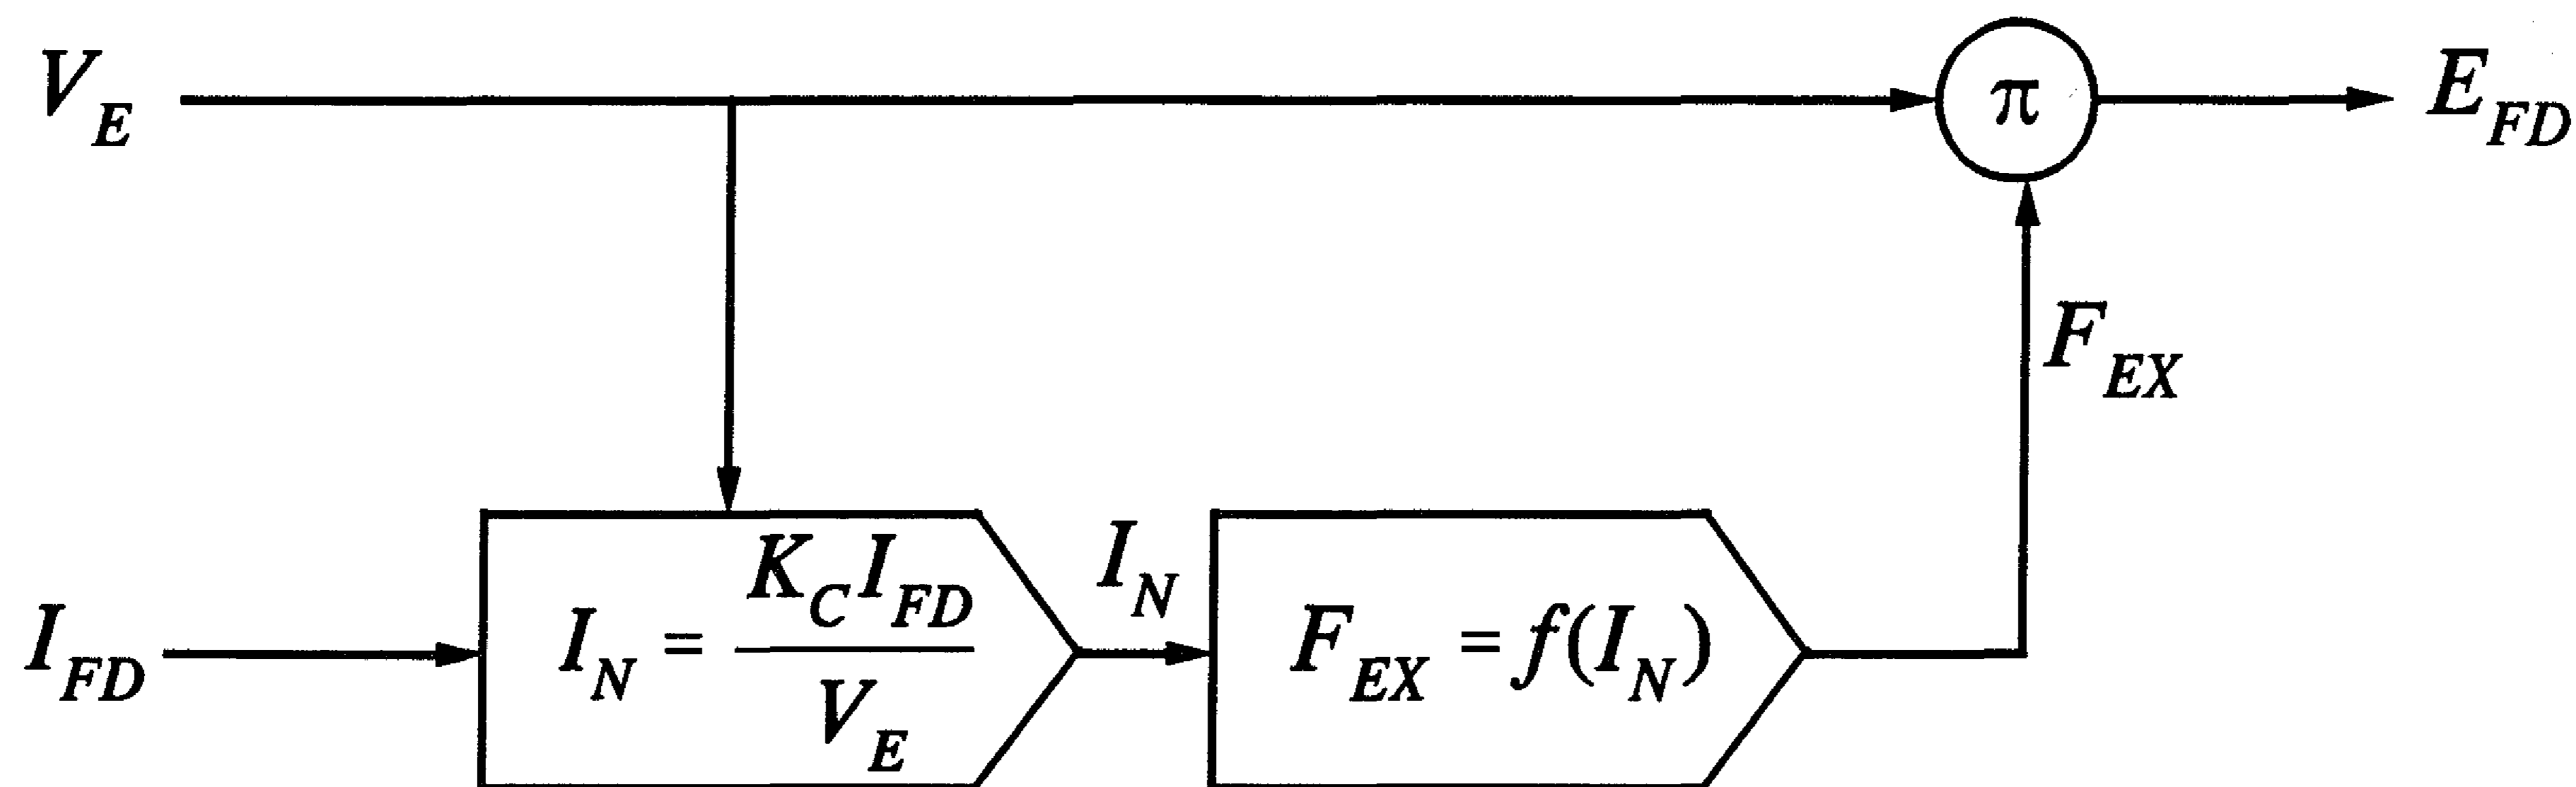 V_E
π
E_FD
F_EX
I_FD
I_N = K_C I_FD / V_E
I_N
F_EX = f(I_N)